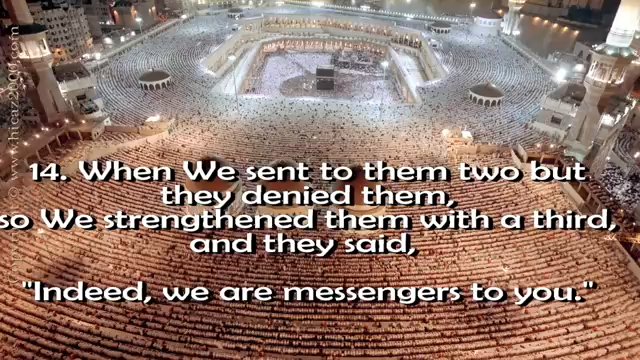 14. When We sent to them two but
they denied them,
so We strengthened them with a third,
and they said,
"Indeed, we are messengers to you."